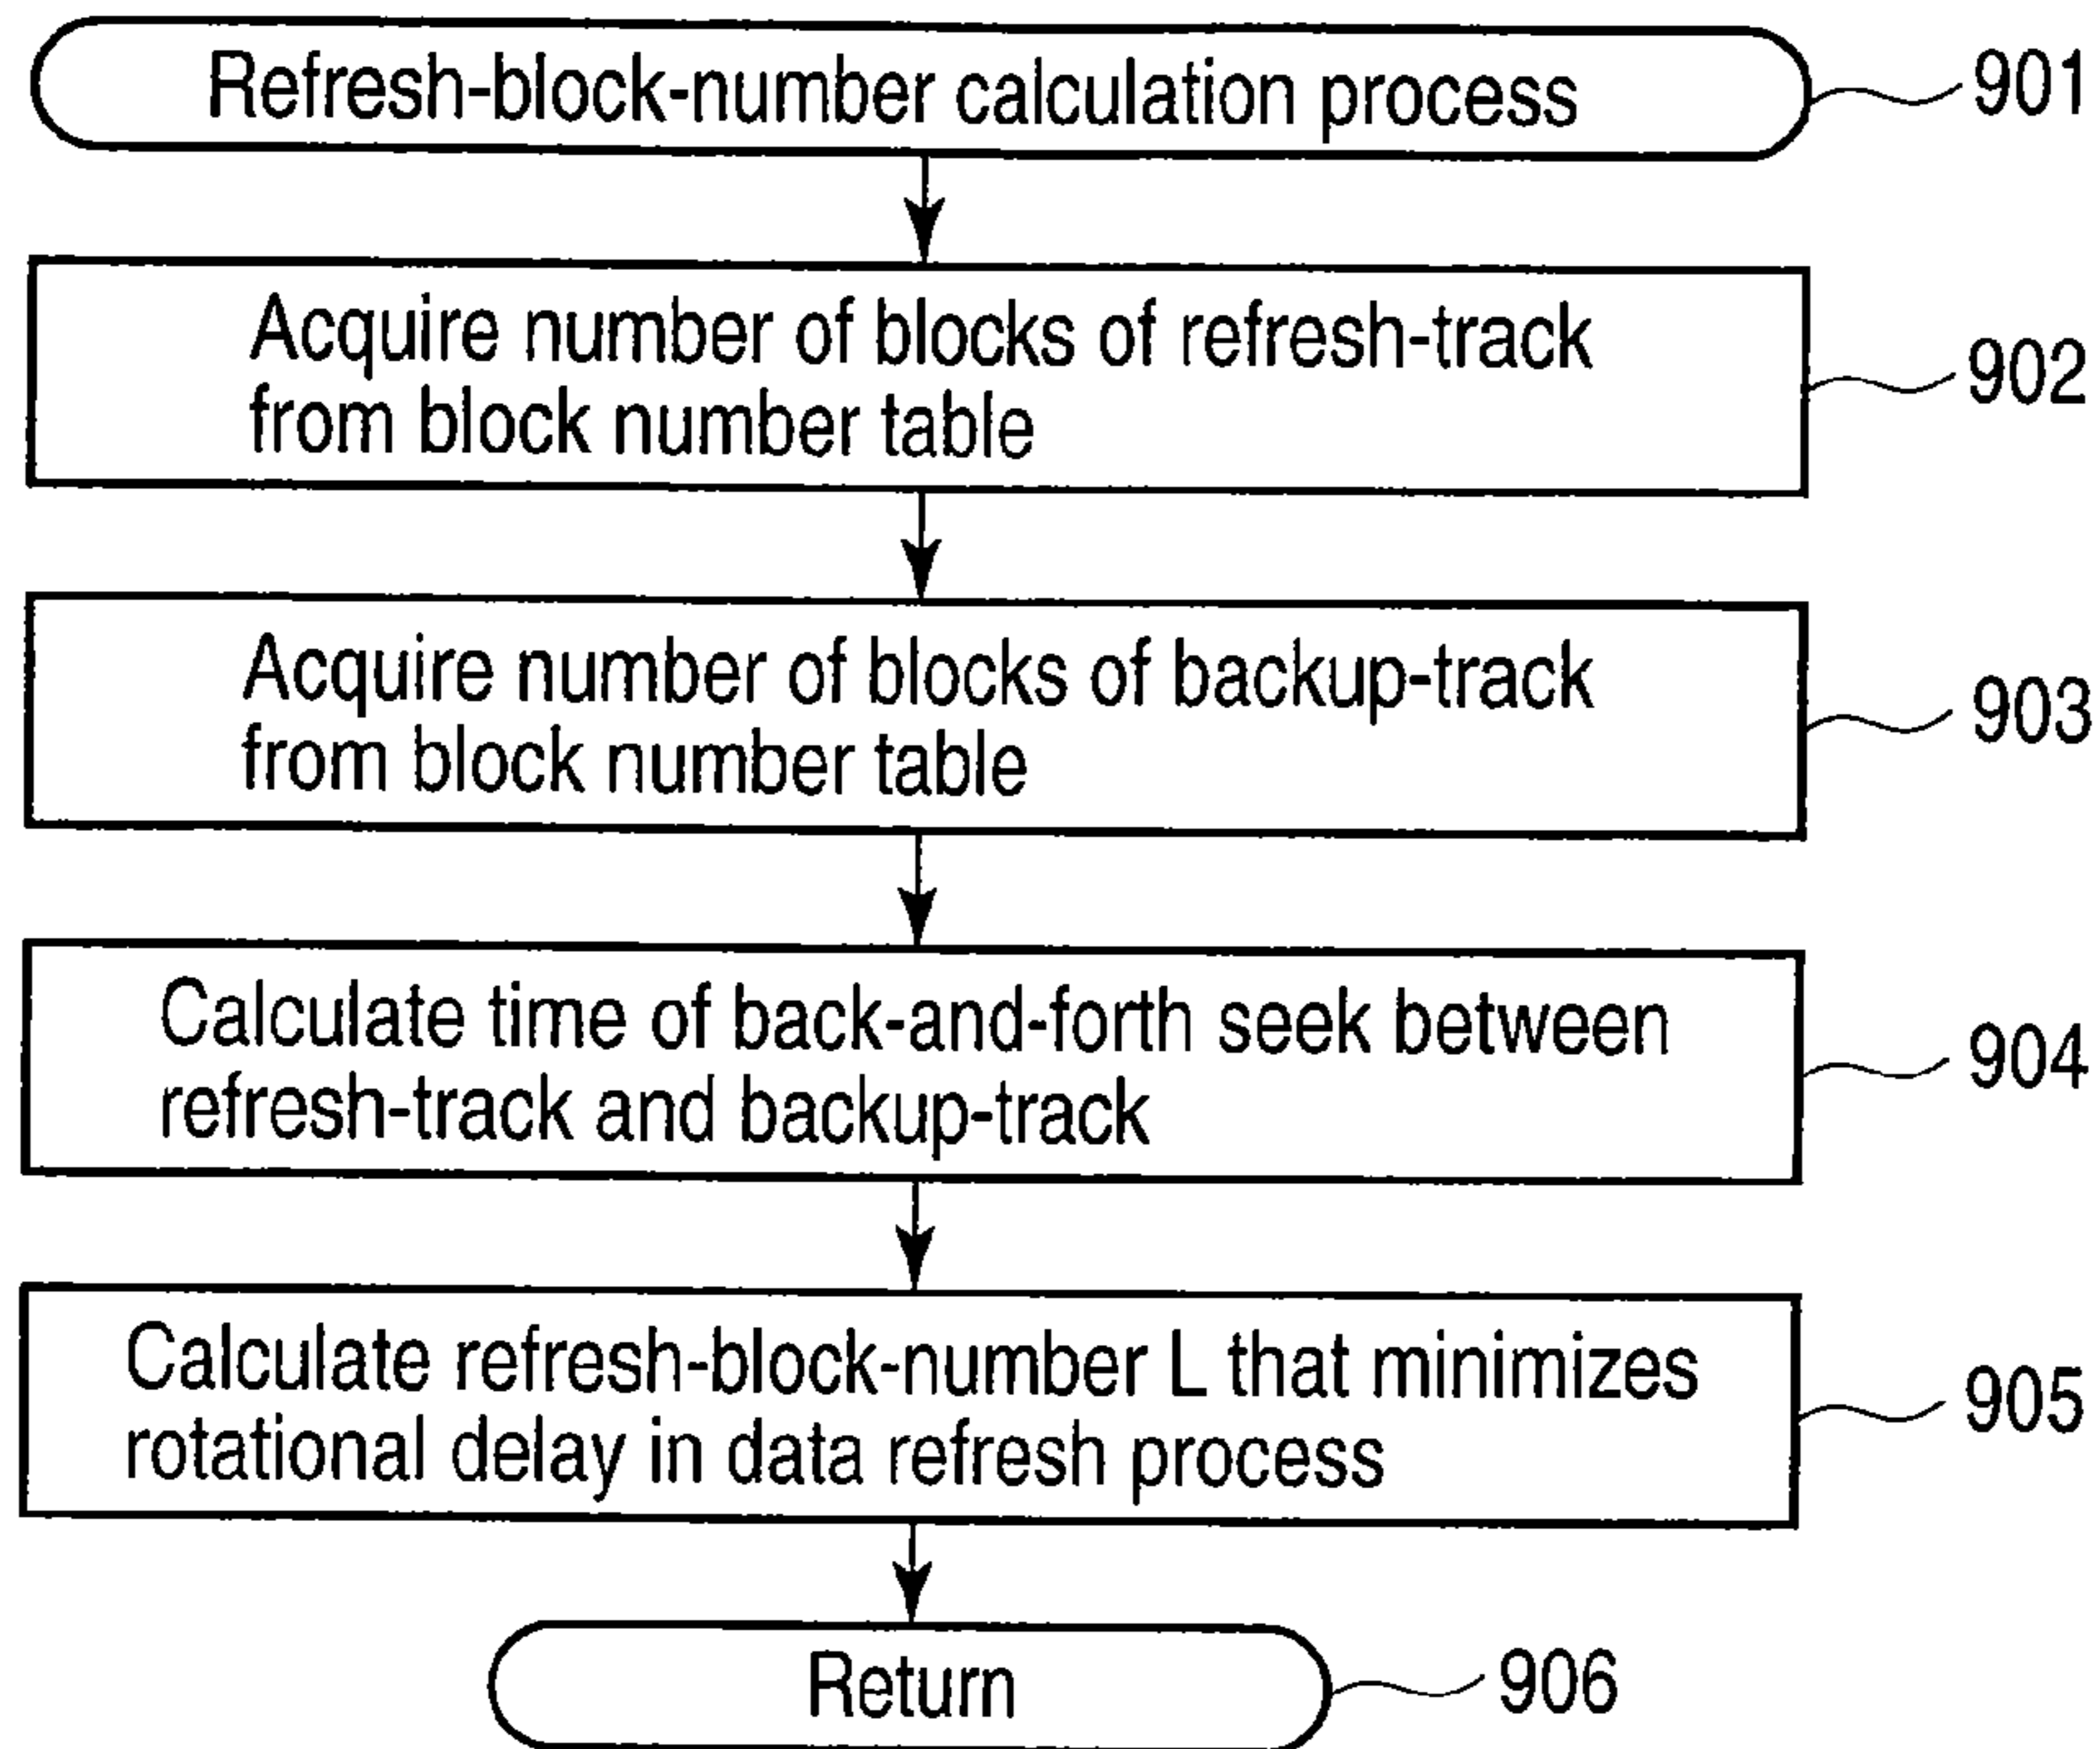 Refresh-block-number calculation process
901
Acquire number of blocks of refresh-track
from block number table
902
Acquire number of blocks of backup-track
from block number table
903
Calculate time of back-and-forth seek between
refresh-track and backup-track
904
Calculate refresh-block-number L that minimizes
rotational delay in data refresh process
905
Return
906